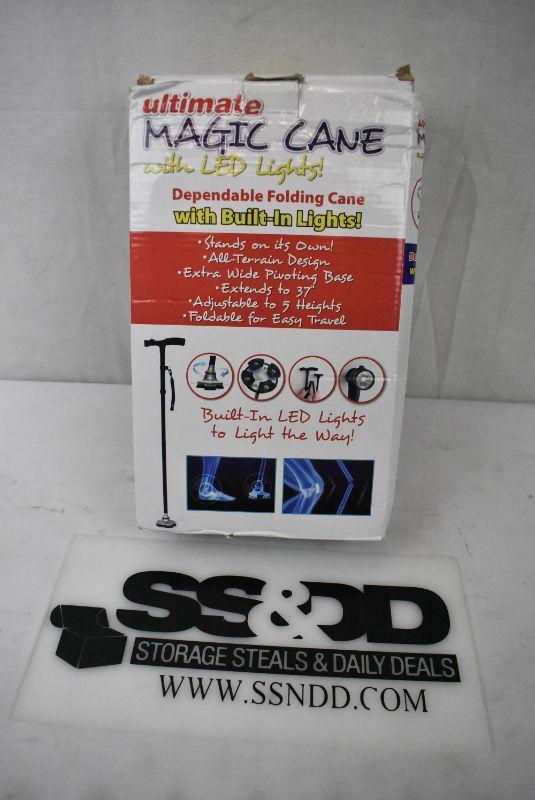 ultimate
MAGIC CANE
with LED Lights!
Dependable Folding Cane
with Built-In Lights!
•Stands on its Own!
•All-Terrain Design
•Extra Wide Pivoting Base
•Extends to 37"
•Adjustable to 5 Heights
•Foldable for Easy Travel
Built-In LED Lights
to Light the Way!
SS&DD
STORAGE STEALS & DAILY DEALS
WWW.SSNDD.COM